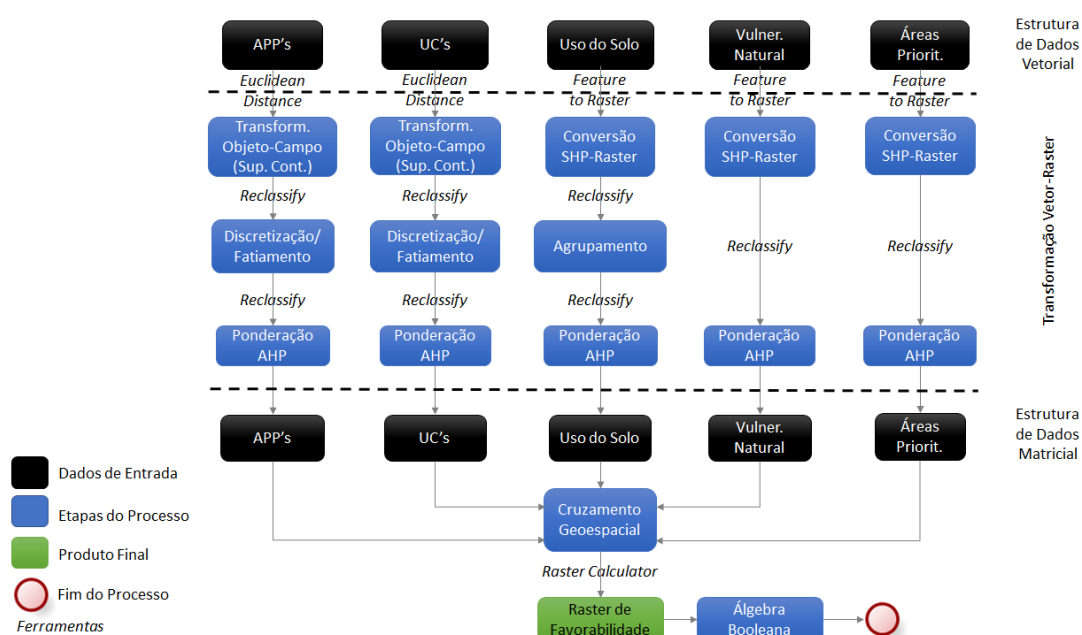 APP's
UC's
Uso do Solo
Vulner.
Natural
Áreas
Priorit.
Estrutura
de Dados
Vetorial
Euclidean
Distance
Euclidean
Distance
Feature
to Raster
Feature
to Raster
Feature
to Raster
Transform.
Objeto-Campo
(Sup. Cont.)
Transform.
Objeto-Campo
(Sup. Cont.)
Conversão
SHP-Raster
Conversão
SHP-Raster
Conversão
SHP-Raster
Transformação Vetor-Raster
Reclassify
Reclassify
Reclassify
Discretização/
Fatiamento
Discretização/
Fatiamento
Agrupamento
Reclassify
Reclassify
Reclassify
Reclassify
Reclassify
Ponderação
AHP
Ponderação
AHP
Ponderação
AHP
Ponderação
AHP
Ponderação
AHP
APP's
UC's
Uso do Solo
Vulner.
Natural
Áreas
Priorit.
Estrutura
de Dados
Matricial
Cruzamento
Geoespacial
Raster Calculator
Raster de
Favorabilidade
Álgebra
Booleana
Dados de Entrada
Etapas do Processo
Produto Final
Fim do Processo
Ferramentas